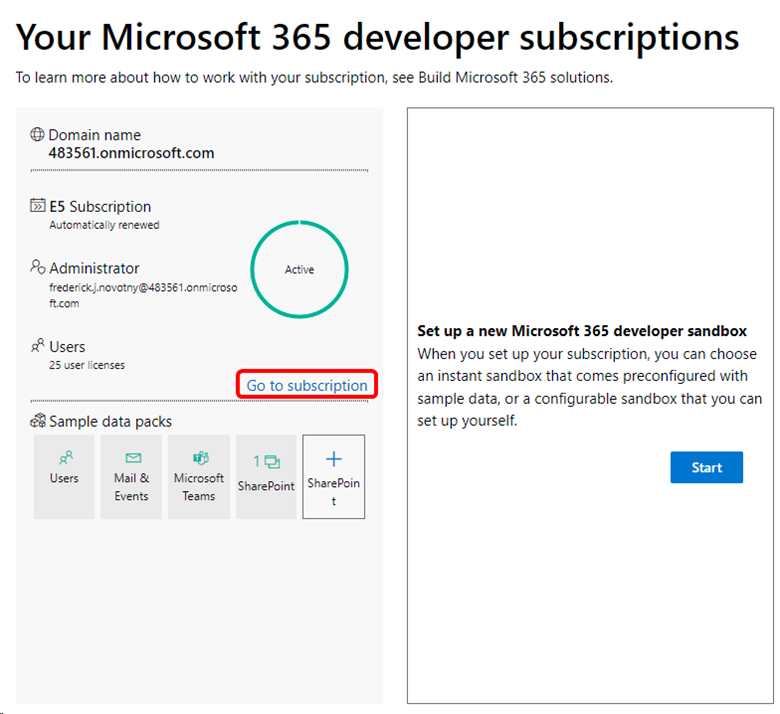 Your Microsoft 365 developer subscriptions
To learn more about how to work with your subscription, see Build Microsoft 365 solutions.
Domain name
483561.onmicrosoft.com
E5 Subscription
Automatically renewed
Active
Administrator
frederick.j.novotny@483561.onmicroso
ft.com
Users
25 user licenses
Go to subscription
Sample data packs
Users
Mail &
Events
Microsoft
Teams
1
SharePoint
SharePoin
t
Set up a new Microsoft 365 developer sandbox
When you set up your subscription, you can choose
an instant sandbox that comes preconfigured with
sample data, or a configurable sandbox that you can
set up yourself.
Start